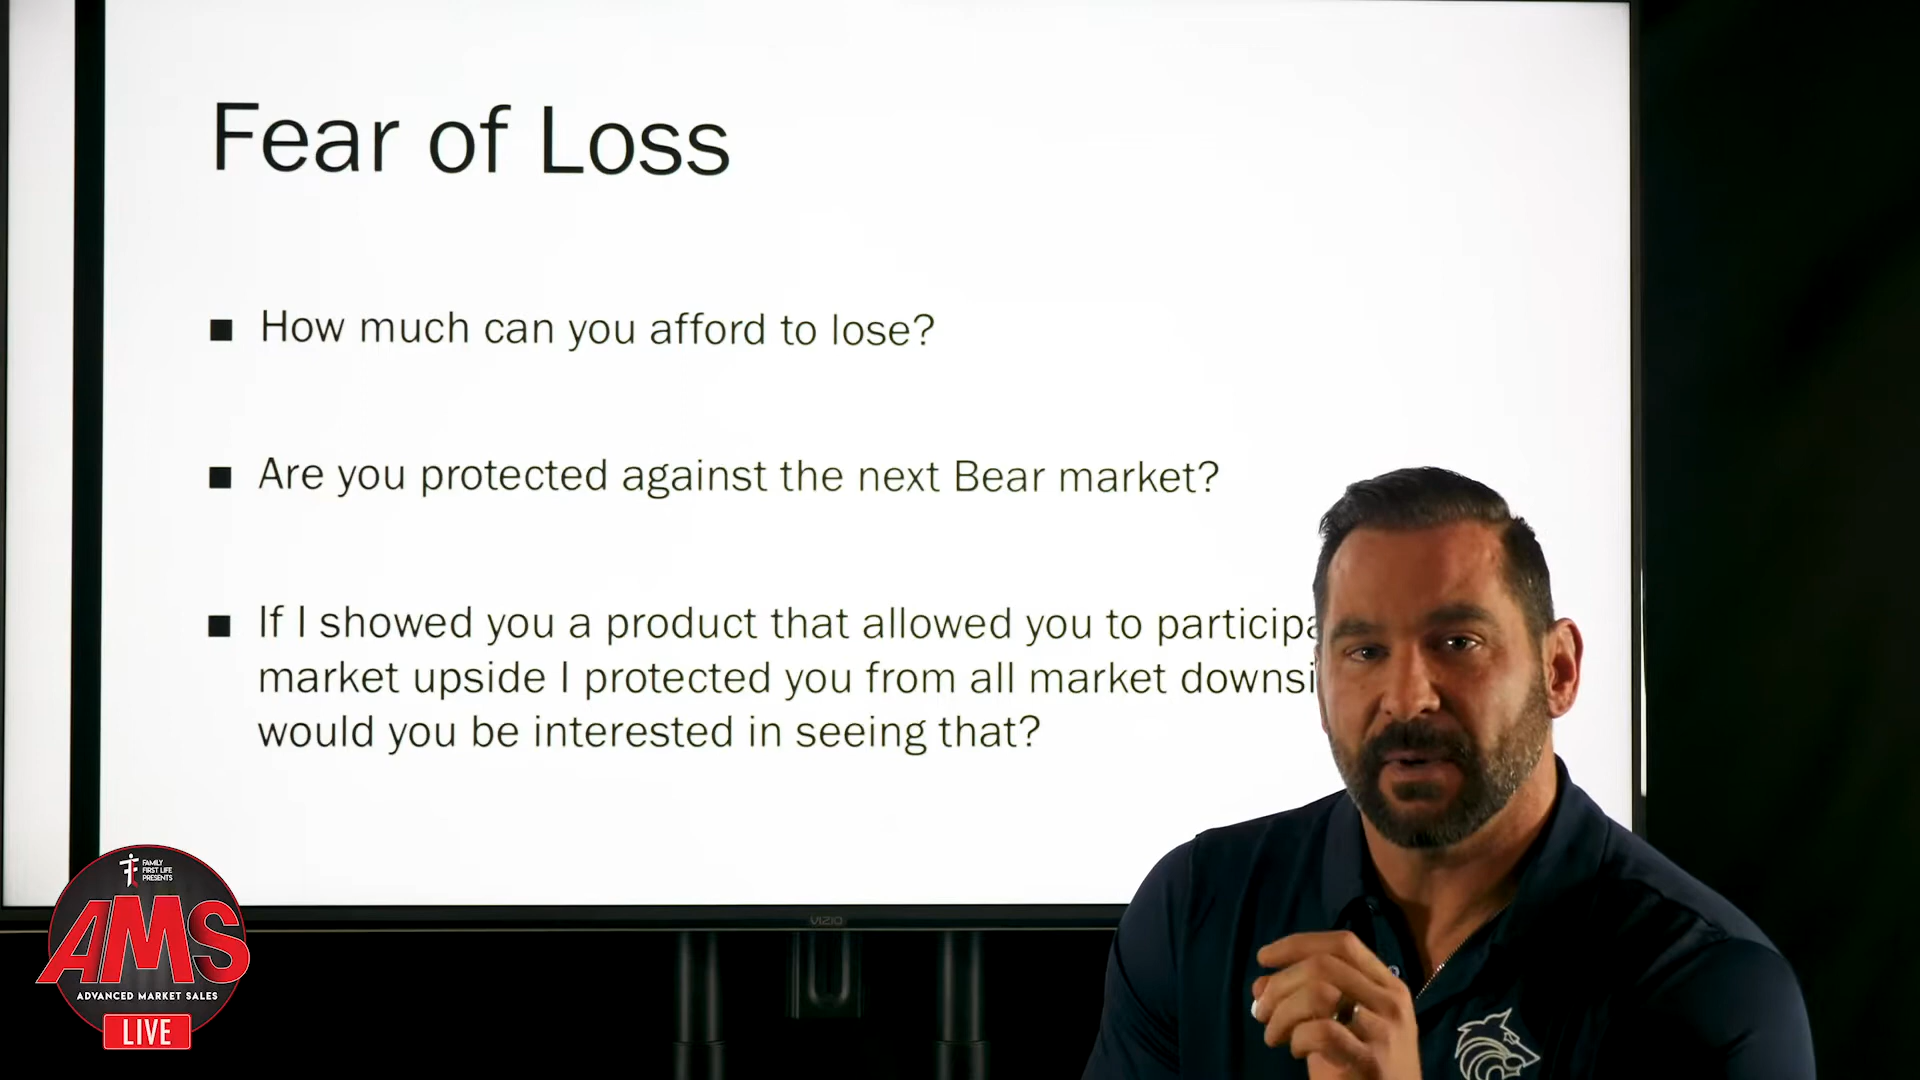 Fear of Loss
■ How much can you afford to lose?
■ Are you protected against the next Bear market?
■ If I showed you a product that allowed you to
market upside I protected you from all market
would you be interested in seeing that?
VIZIO
FAMILY
FIRST LIFE
PRESENTS
AMS
ADVANCED MARKET SALES
LIVE